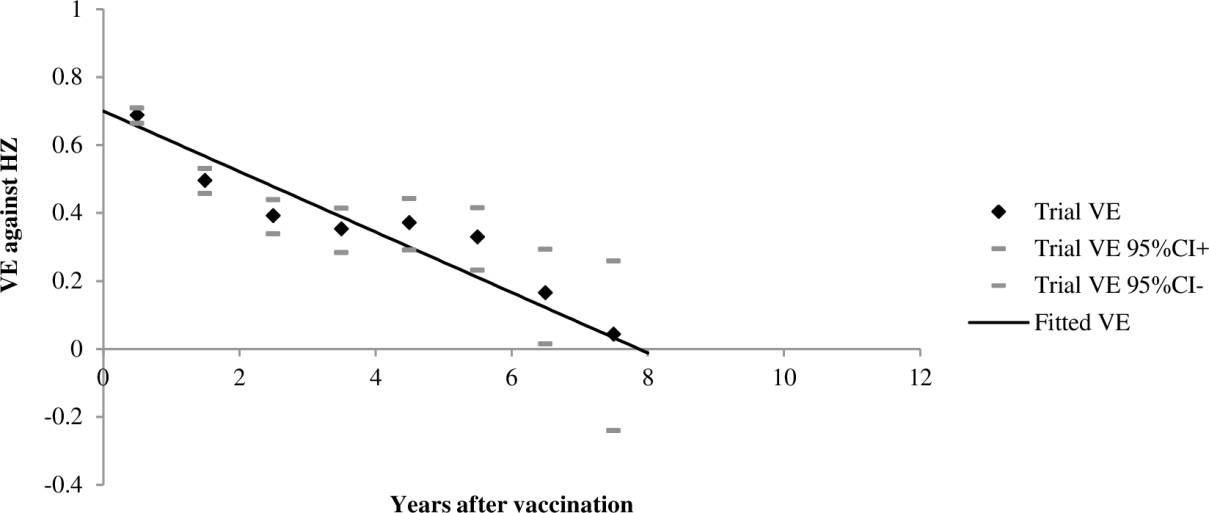 1
0.8
0.6
0.4
0.2
0
-0.2
-0.4
VE against HZ
0 2 4 6 8 10 12
Years after vaccination
Trial VE
Trial VE 95%CI+
Trial VE 95%CI-
Fitted VE